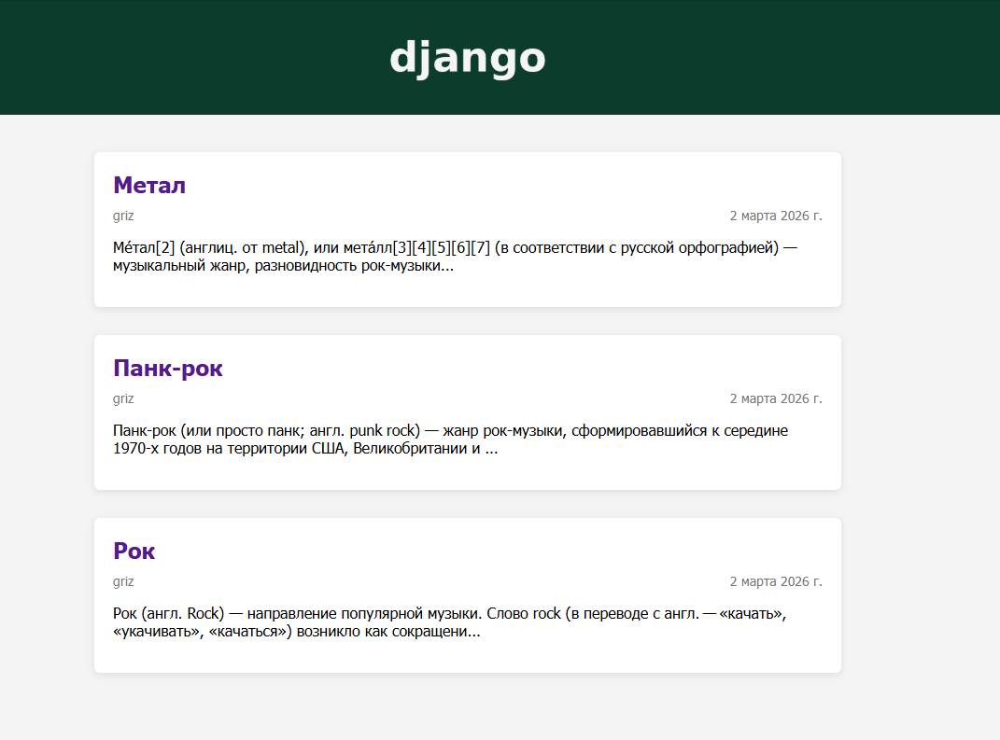 django
Метал
griz 2 марта 2026 г.
Ме́тал[2] (англиц. от metal), или мета́лл[3][4][5][6][7] (в соответствии с русской орфографией) —
музыкальный жанр, разновидность рок-музыки...
Панк-рок
griz 2 марта 2026 г.
Панк-рок (или просто панк; англ. punk rock) — жанр рок-музыки, сформировавшийся к середине
1970-х годов на территории США, Великобритании и ...
Рок
griz 2 марта 2026 г.
Рок (англ. Rock) — направление популярной музыки. Слово rock (в переводе с англ. — «качать»,
«укачивать», «качаться») возникло как сокращени...